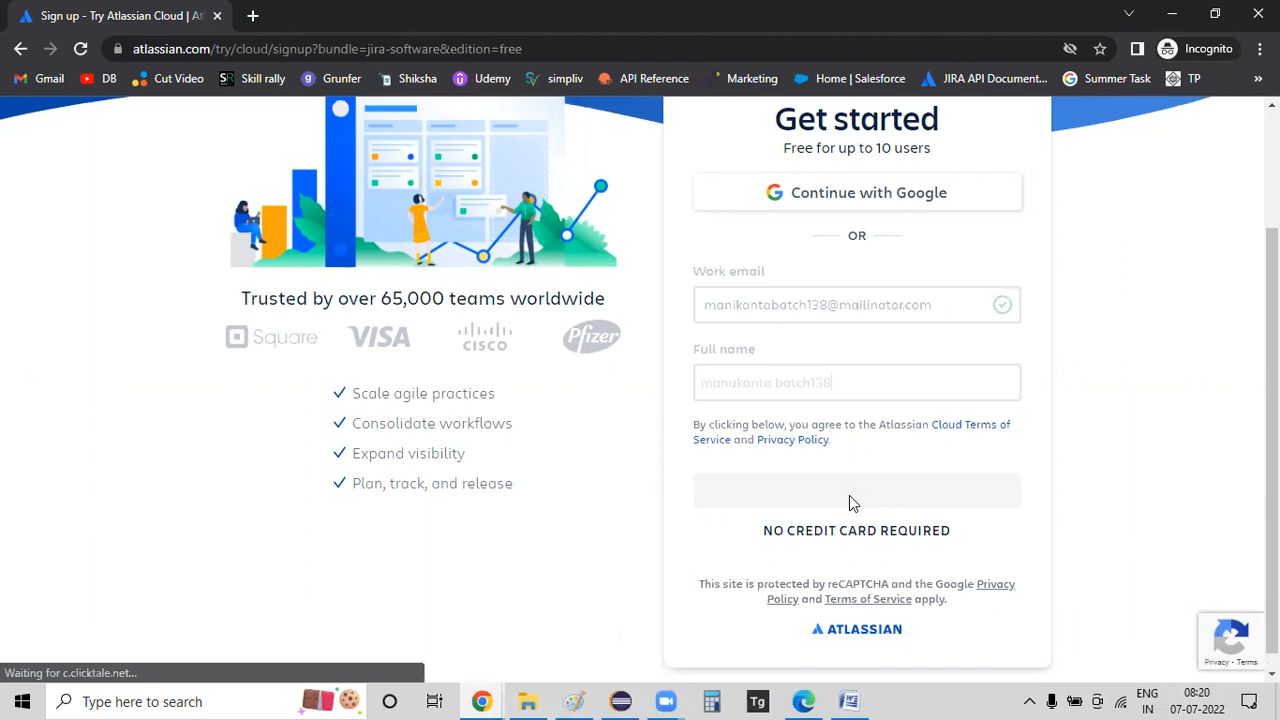 Sign up - Try Atlassian Cloud | Atl
atlassian.com/try/cloud/signup?bundle=jira-software&edition=free
Incognito
Gmail
DB
Cut Video
Skill rally
Grunfer
Shiksha
Udemy
simpliv
API Reference
Marketing
Home | Salesforce
JIRA API Document...
Summer Task
TP
»
Get started
Free for up to 10 users
Continue with Google
OR
Work email
manikantabatch138@mailinator.com
Full name
manukanta batch138
By clicking below, you agree to the Atlassian Cloud Terms of
Service and Privacy Policy.
NO CREDIT CARD REQUIRED
This site is protected by reCAPTCHA and the Google Privacy
Policy and Terms of Service apply.
ATLASSIAN
Trusted by over 65,000 teams worldwide
Square
VISA
CISCO
Pfizer
Scale agile practices
Consolidate workflows
Expand visibility
Plan, track, and release
Privacy - Terms
Waiting for c.clicktale.net...
Type here to search
Tg
ENG
IN
08:20
07-07-2022